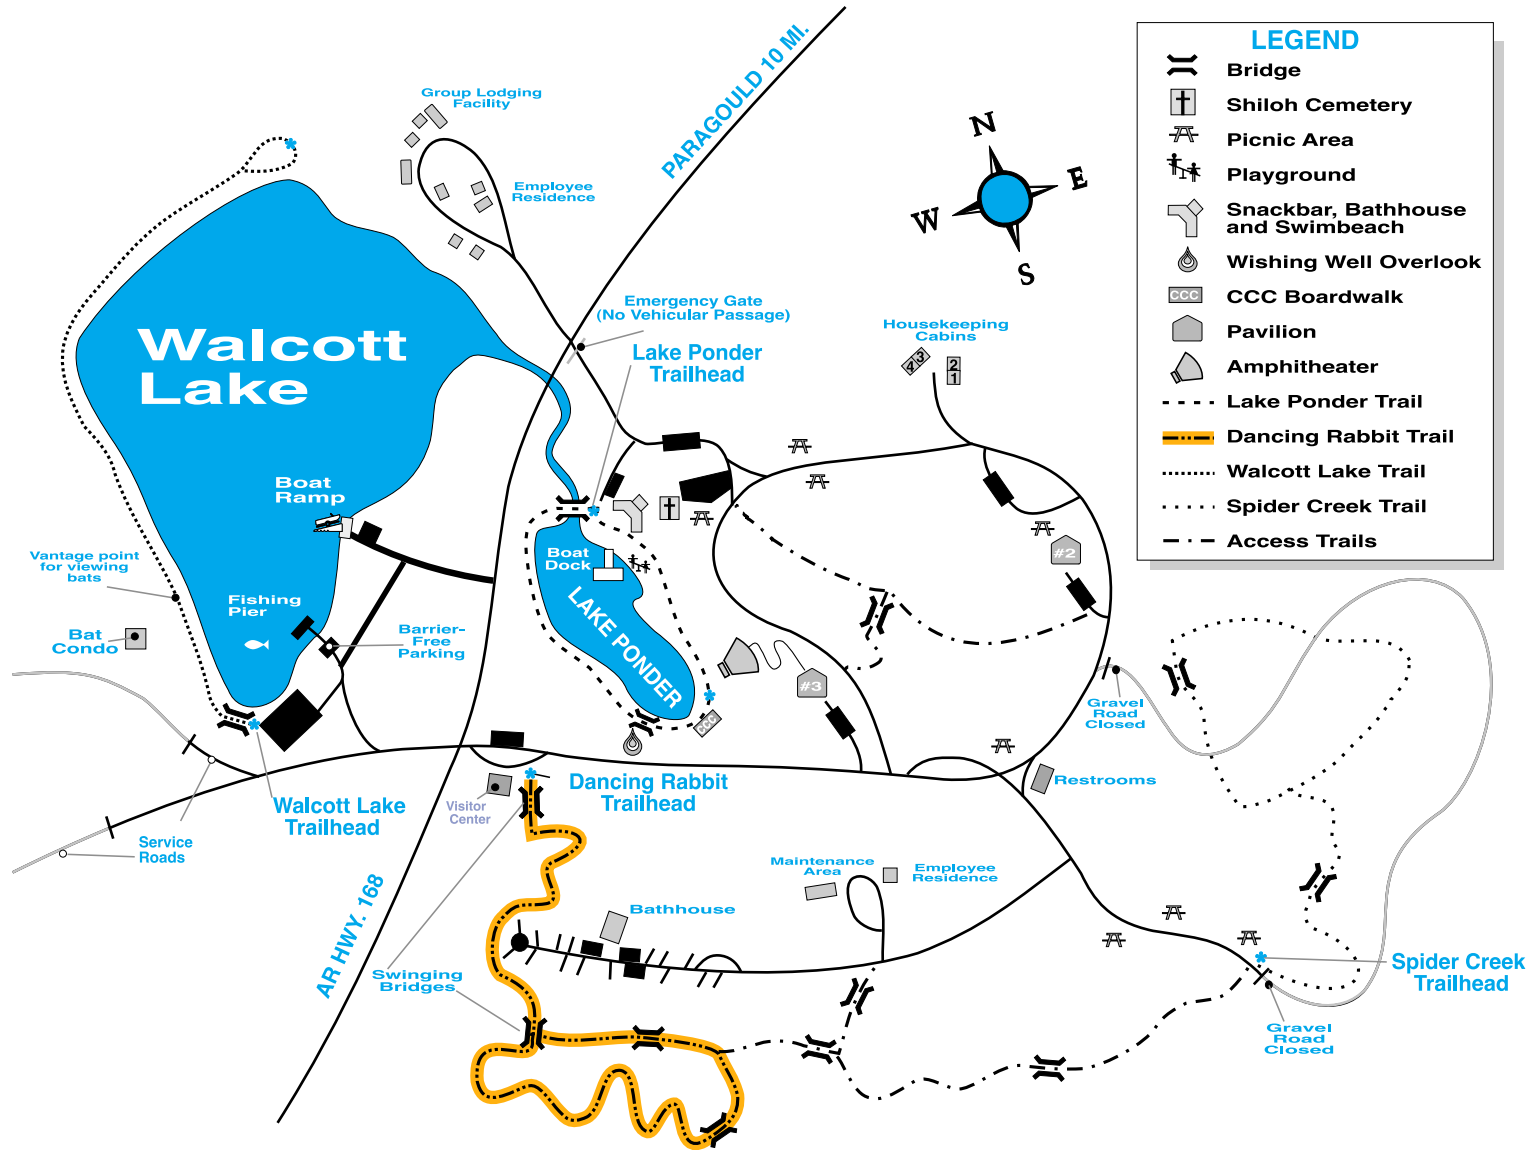 Group Lodging
Facility
Employee
Residence
PARAGOULD 10 MI.
N
E
W
S
LEGEND
Bridge
Shiloh Cemetery
Picnic Area
Playground
Snackbar, Bathhouse
and Swimbeach
Wishing Well Overlook
CCC
CCC Boardwalk
Pavilion
Amphitheater
Lake Ponder Trail
Dancing Rabbit Trail
Walcott Lake Trail
Spider Creek Trail
Access Trails
Walcott
Lake
Emergency Gate
(No Vehicular Passage)
Lake Ponder
Trailhead
Housekeeping
Cabins
4
3
2
1
Boat
Ramp
Vantage point
for viewing
bats
Fishing
Pier
Bat
Condo
Barrier-
Free
Parking
Boat
Dock
LAKE PONDER
#2
#3
CCC
Gravel
Road
Closed
Restrooms
Walcott Lake
Trailhead
Service
Roads
Visitor
Center
Dancing Rabbit
Trailhead
Maintenance
Area
Employee
Residence
Bathhouse
AR HWY. 168
Swinging
Bridges
Spider Creek
Trailhead
Gravel
Road
Closed